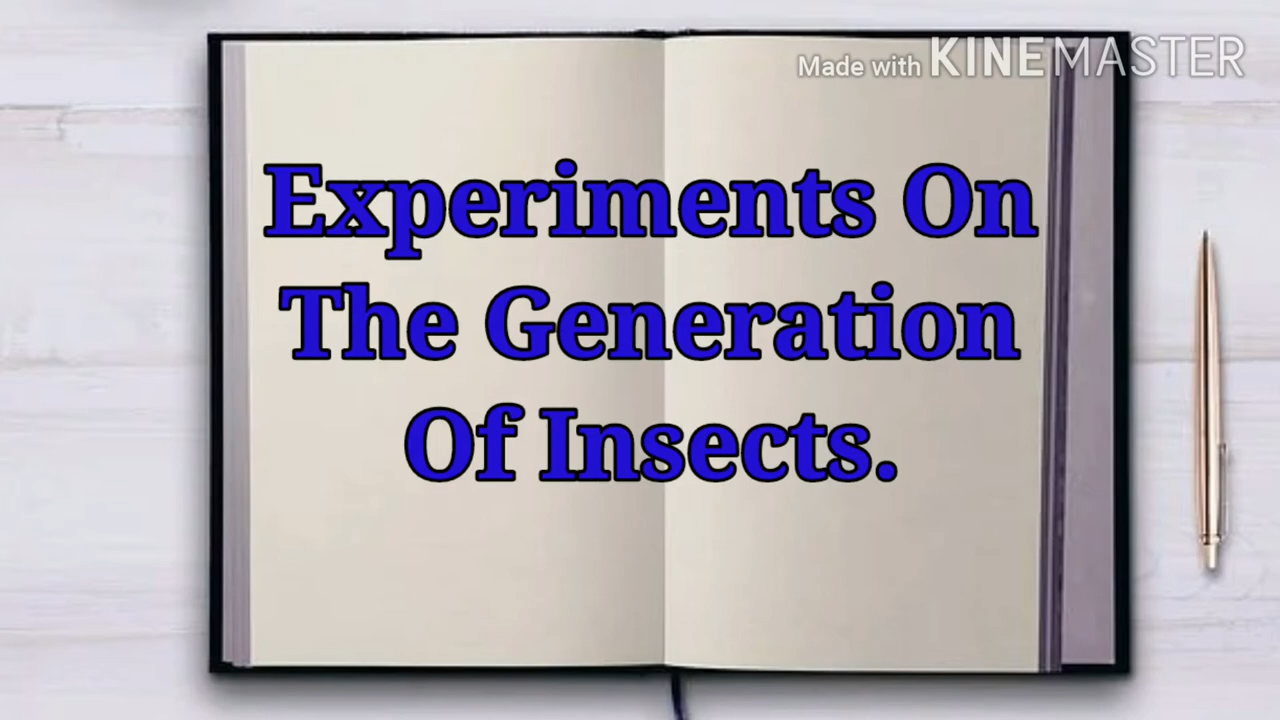 Made with KINEMASTER
Experiments On
The Generation
Of Insects.